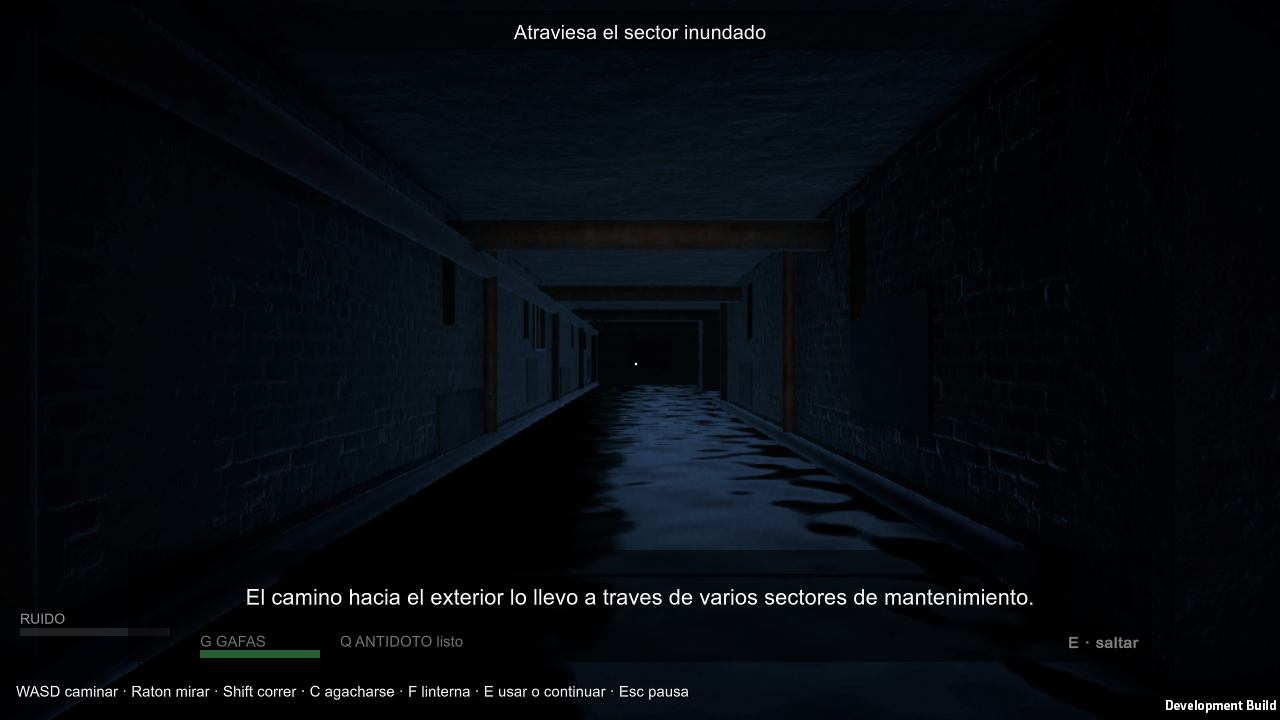 Atraviesa el sector inundado
El camino hacia el exterior lo llevo a traves de varios sectores de mantenimiento.
RUIDO
G GAFAS
Q ANTIDOTO listo
E · saltar
WASD caminar · Raton mirar · Shift correr · C agacharse · F linterna · E usar o continuar · Esc pausa
Development Build